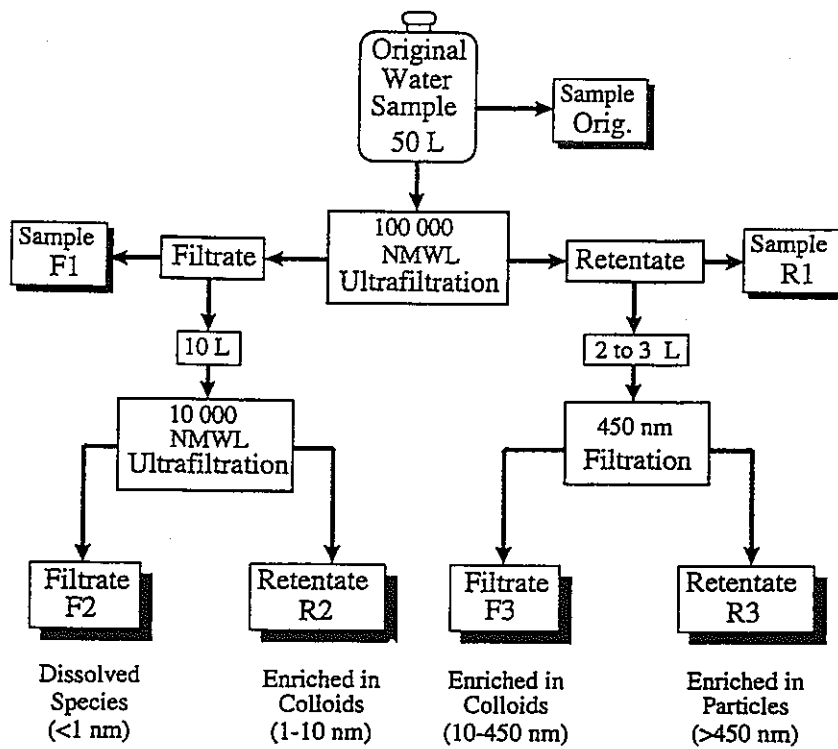 Original
Water
Sample
50 L
Sample
Orig.
100 000
NMWL
Ultrafiltration
Filtrate
Sample
F1
Retentate
Sample
R1
10 L
2 to 3 L
10 000
NMWL
Ultrafiltration
450 nm
Filtration
Filtrate
F2
Retentate
R2
Filtrate
F3
Retentate
R3
Dissolved
Species
(<1 nm)
Enriched in
Colloids
(1-10 nm)
Enriched in
Colloids
(10-450 nm)
Enriched in
Particles
(>450 nm)